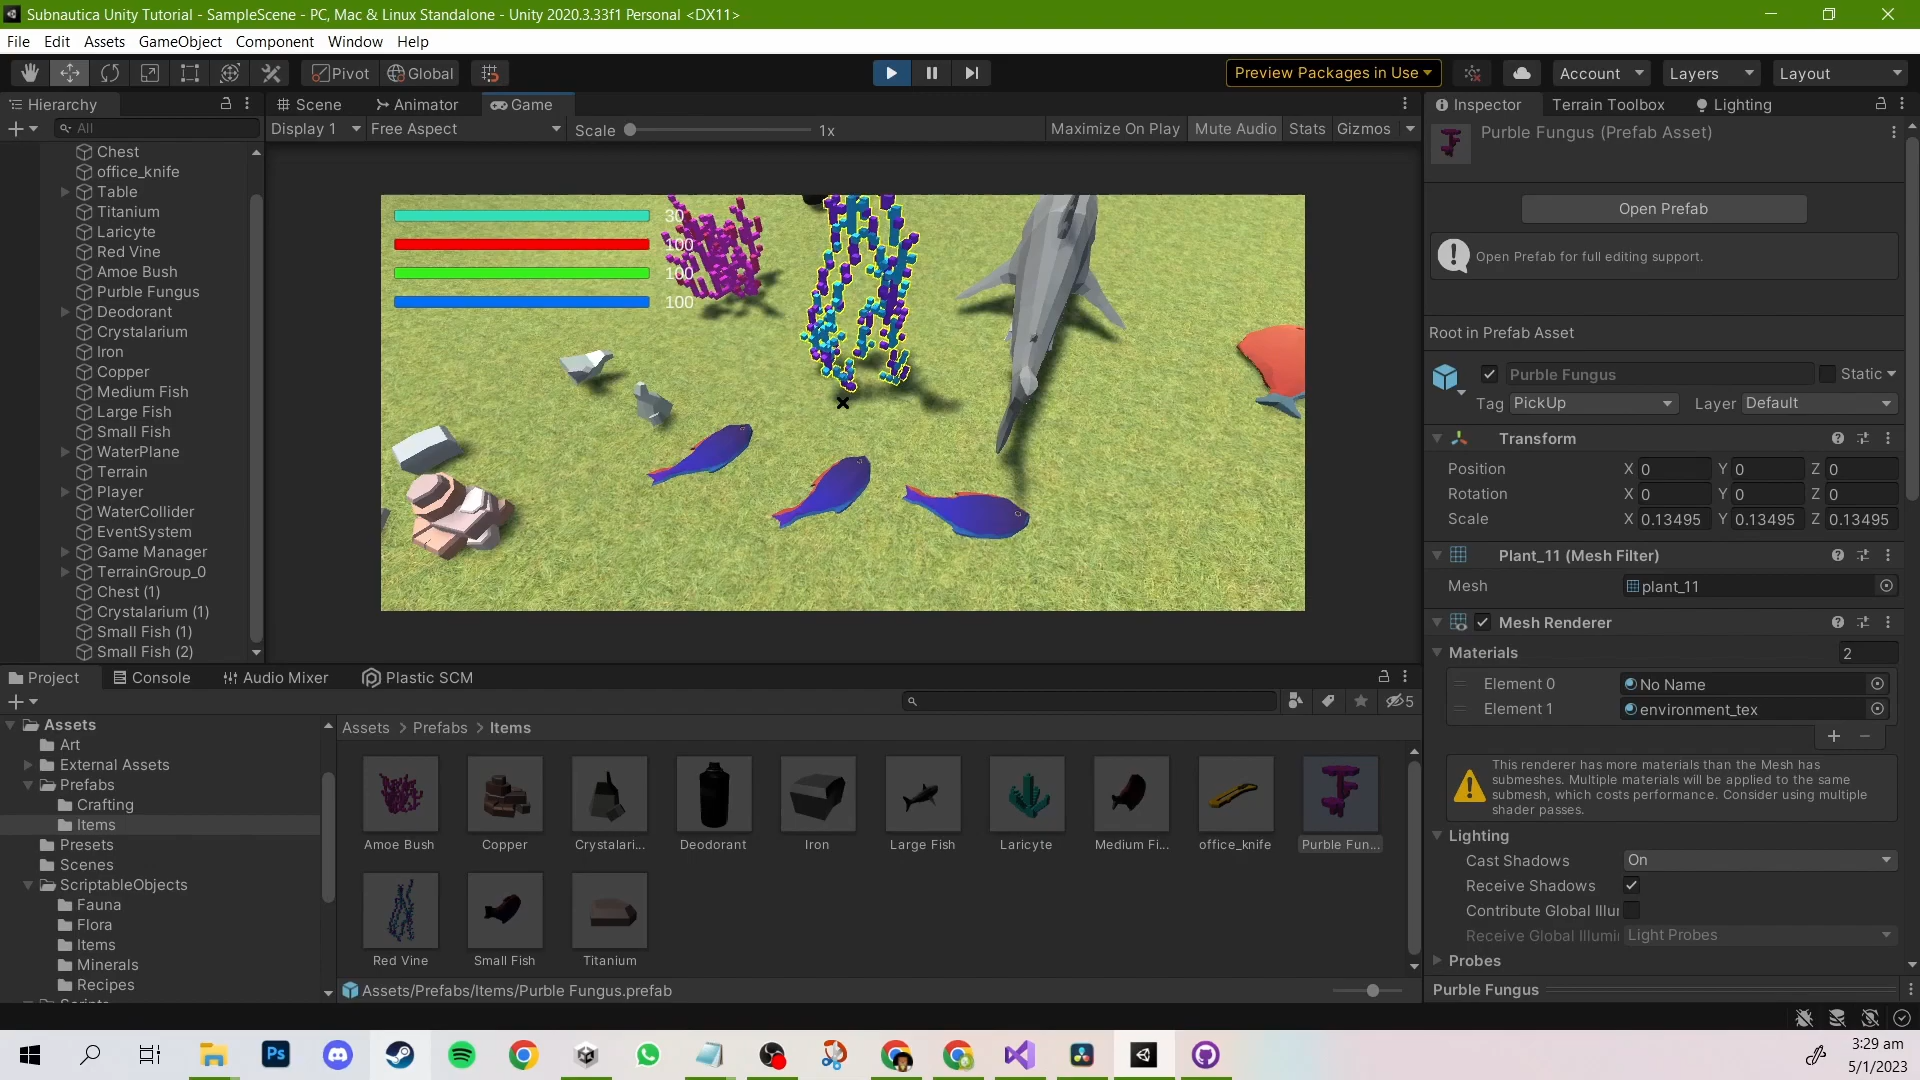 Subnautica Unity Tutorial - SampleScene - PC, Mac & Linux Standalone - Unity 2020.3.33f1 Personal <DX11>
File Edit Assets GameObject Component Window Help
Pivot Global Preview Packages in Use Account Layers Layout
Hierarchy
All
Chest
office_knife
Table
Titanium
Laricyte
Red Vine
Amoe Bush
Purble Fungus
Deodorant
Crystalarium
Iron
Copper
Medium Fish
Large Fish
Small Fish
WaterPlane
Terrain
Player
WaterCollider
EventSystem
Game Manager
TerrainGroup_0
Chest (1)
Crystalarium (1)
Small Fish (1)
Small Fish (2)
Scene Animator Game
Display 1 Free Aspect Scale 1x Maximize On Play Mute Audio Stats Gizmos
30
100
100
100
Inspector Terrain Toolbox Lighting
Purble Fungus (Prefab Asset)
Open Prefab
Open Prefab for full editing support.
Root in Prefab Asset
Purble Fungus Static
Tag PickUp Layer Default
Transform
Position X 0 Y 0 Z 0
Rotation X 0 Y 0 Z 0
Scale X 0.13495 Y 0.13495 Z 0.13495
Plant_11 (Mesh Filter)
Mesh plant_11
Mesh Renderer
Materials 2
Element 0 No Name
Element 1 environment_tex
This renderer has more materials than the Mesh has
submeshes. Multiple materials will be applied to the same
submesh, which costs performance. Consider using multiple
shader passes.
Lighting
Cast Shadows On
Receive Shadows
Contribute Global Illu
Receive Global Illumi Light Probes
Probes
Purble Fungus
Project Console Audio Mixer Plastic SCM
5
Assets
Art
External Assets
Prefabs
Crafting
Items
Presets
Scenes
ScriptableObjects
Fauna
Flora
Items
Minerals
Recipes
Assets > Prefabs > Items
Amoe Bush Copper Crystalari... Deodorant Iron Large Fish Laricyte Medium Fi... office_knife Purble Fun...
Red Vine Small Fish Titanium
Assets/Prefabs/Items/Purble Fungus.prefab
Ps
3:29 am
5/1/2023